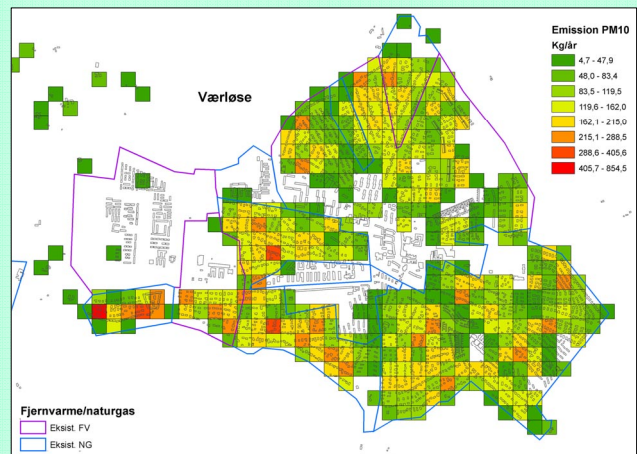 Værløse
Emission PM10
Kg/år
4,7 - 47,9
48,0 - 83,4
83,5 - 119,5
119,6 - 162,0
162,1 - 215,0
215,1 - 288,5
288,6 - 405,6
405,7 - 854,5
Fjernvarme/naturgas
Eksist. FV
Eksist. NG